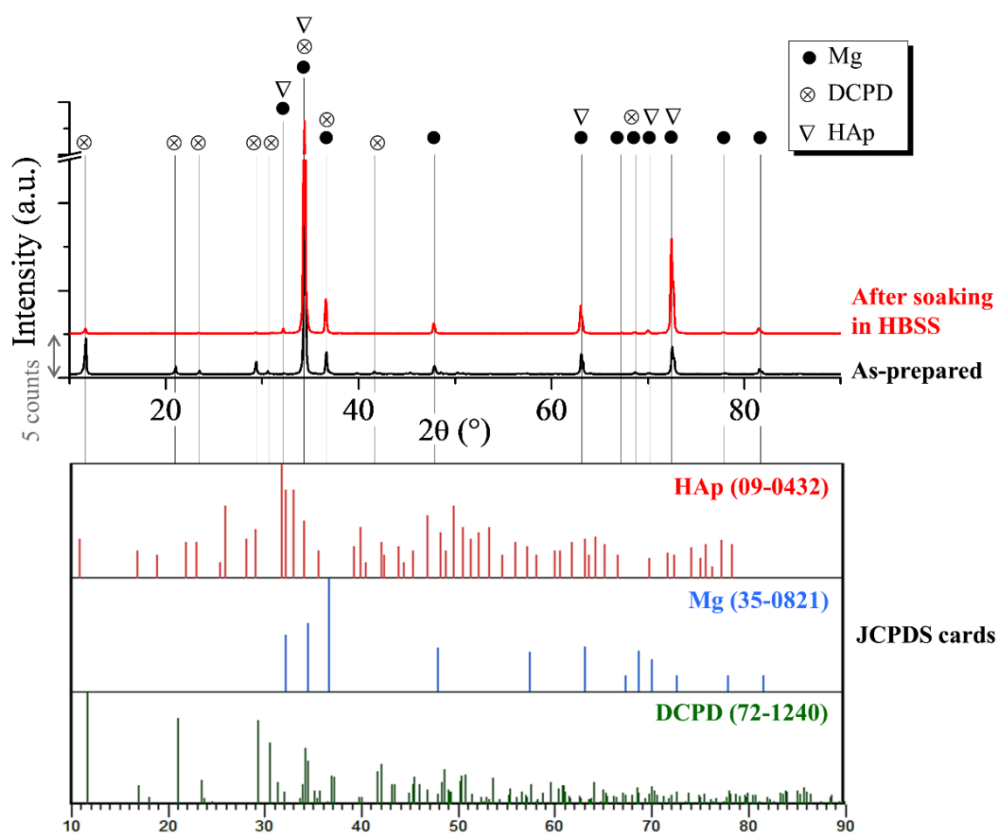 Mg
DCPD
HAp
Intensity (a.u.)
5 counts
After soaking
in HBSS
As-prepared
20
40
60
80
2θ (°)
HAp (09-0432)
Mg (35-0821)
DCPD (72-1240)
JCPDS cards
10
20
30
40
50
60
70
80
90